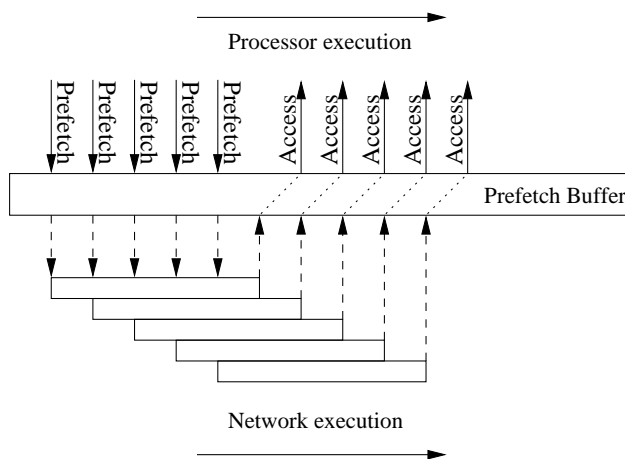 Processor execution
Prefetch
Prefetch
Prefetch
Prefetch
Prefetch
Access
Access
Access
Access
Access
Prefetch Buffer
Network execution